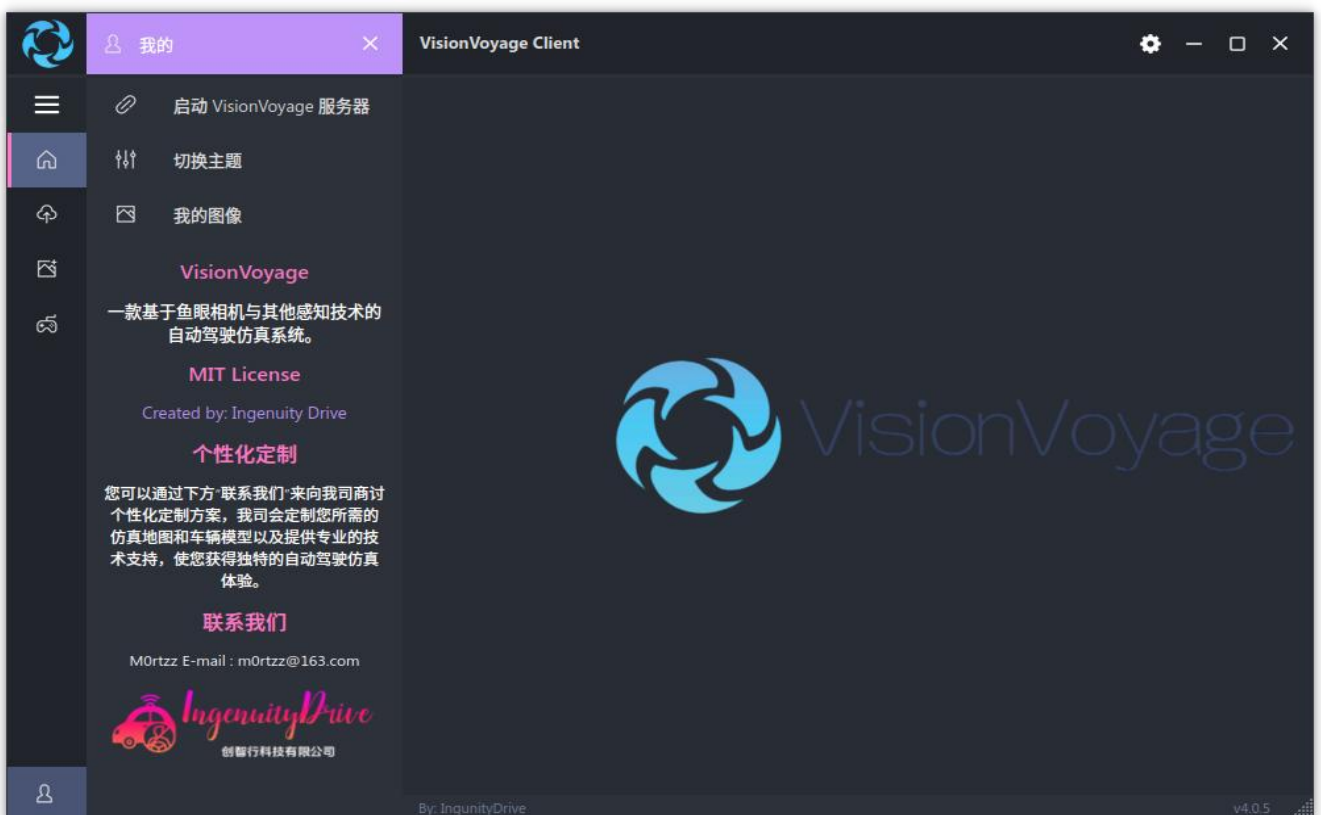 我的
VisionVoyage Client
启动 VisionVoyage 服务器
切换主题
我的图像
VisionVoyage
一款基于鱼眼相机与其他感知技术的
自动驾驶仿真系统。
MIT License
Created by: Ingenuity Drive
个性化定制
您可以通过下方“联系我们”来向我司商讨
个性化定制方案，我司会定制您所需的
仿真地图和车辆模型以及提供专业的技
术支持，使您获得独特的自动驾驶仿真
体验。
联系我们
M0rtzz E-mail : m0rtzz@163.com
IngenuityDrive
创智行科技有限公司
VisionVoyage
By: IngunityDrive
v4.0.5